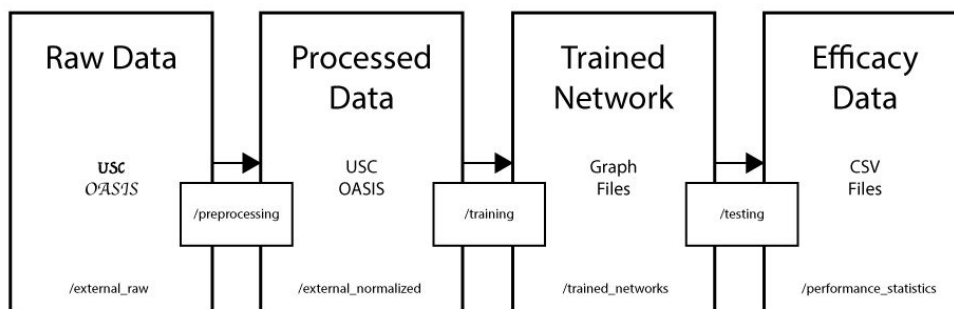 Raw Data
USC
OASIS
/external_raw
/preprocessing
Processed
Data
USC
OASIS
/external_normalized
/training
Trained
Network
Graph
Files
/trained_networks
/testing
Efficacy
Data
CSV
Files
/performance_statistics